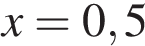 x = 0,5